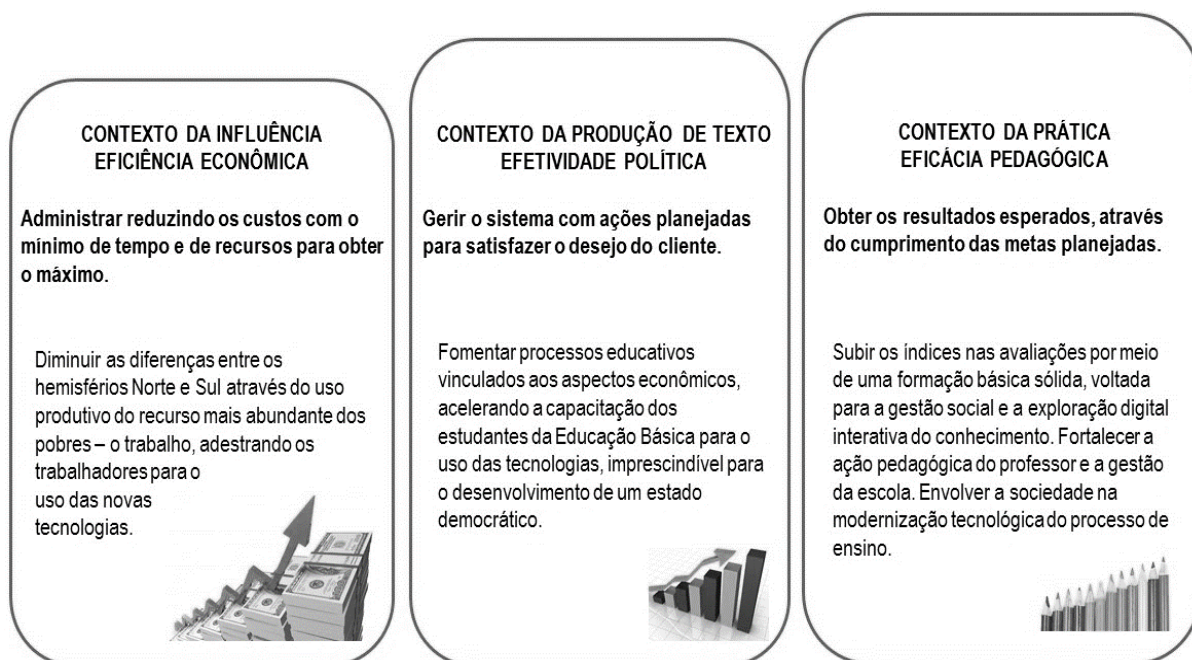 CONTEXTO DA INFLUÊNCIA
EFICIÊNCIA ECONÔMICA
Administrar reduzindo os custos com o
mínimo de tempo e de recursos para obter
o máximo.
Diminuir as diferenças entre os
hemisférios Norte e Sul através do uso
produtivo do recurso mais abundante dos
pobres – o trabalho, adestrando os
trabalhadores para o
uso das novas
tecnologias.
CONTEXTO DA PRODUÇÃO DE TEXTO
EFETIVIDADE POLÍTICA
Gerir o sistema com ações planejadas
para satisfazer o desejo do cliente.
Fomentar processos educativos
vinculados aos aspectos econômicos,
acelerando a capacitação dos
estudantes da Educação Básica para o
uso das tecnologias, imprescindível para
o desenvolvimento de um estado
democrático.
CONTEXTO DA PRÁTICA
EFICÁCIA PEDAGÓGICA
Obter os resultados esperados, através
do cumprimento das metas planejadas.
Subir os índices nas avaliações por meio
de uma formação básica sólida, voltada
para a gestão social e a exploração digital
interativa do conhecimento. Fortalecer a
ação pedagógica do professor e a gestão
da escola. Envolver a sociedade na
modernização tecnológica do processo de
ensino.